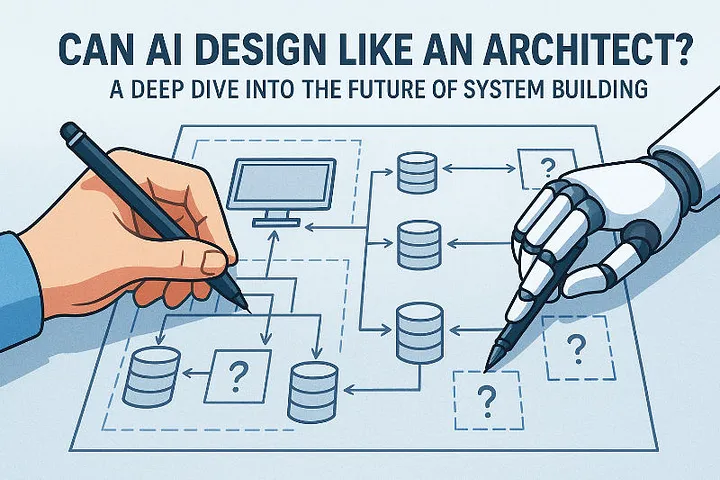 CAN AI DESIGN LIKE AN ARCHITECT?
A DEEP DIVE INTO THE FUTURE OF SYSTEM BUILDING
?
?
?
?